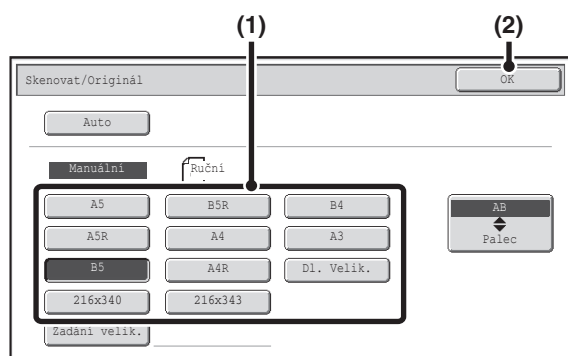 (1) (2)
Skenovat/Originál OK
Auto
Manuální Ruční
A5 B5R B4 AB
A5R A4 A3 Palec
B5 A4R Dl. Velik.
216x340 216x343
Zadání velik.